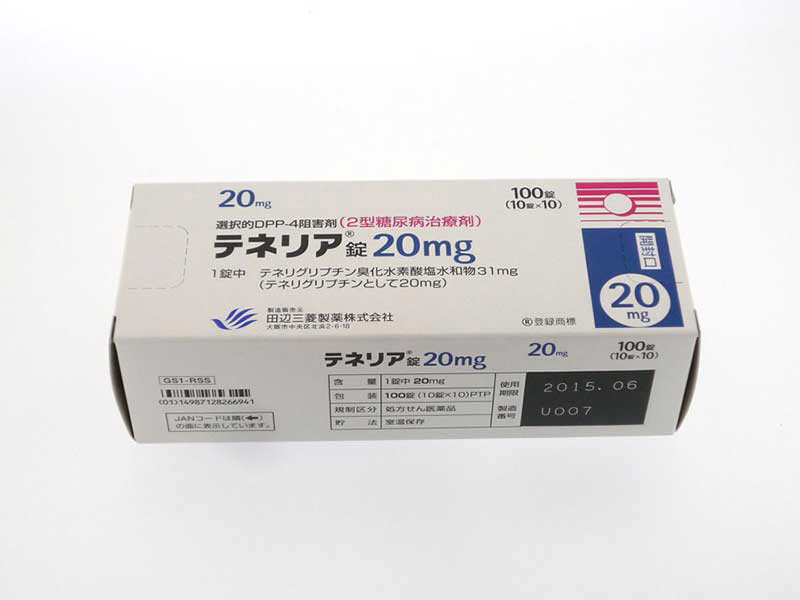 20mg
100錠
(10錠×10)
選択的DPP-4阻害剤(2型糖尿病治療剤)
テネリア®錠 20mg
1錠中 テネリグリプチン臭化水素酸塩水和物31mg
(テネリグリプチンとして20mg)
開封口
20
mg
製造販売元
田辺三菱製薬株式会社
大阪市中央区北浜2-6-18
®登録商標
テネリア®錠 20mg
20mg
100錠
(10錠×10)
GS1-RSS
(01)14987128266941
JANコードは順(←)
の面に表示しています。
含 量 1錠中 20mg
包 装 100錠(10錠×10)PTP
規制区分 処方せん医薬品
貯 法 室温保存
使用期限 2015.06
製造番号 U007